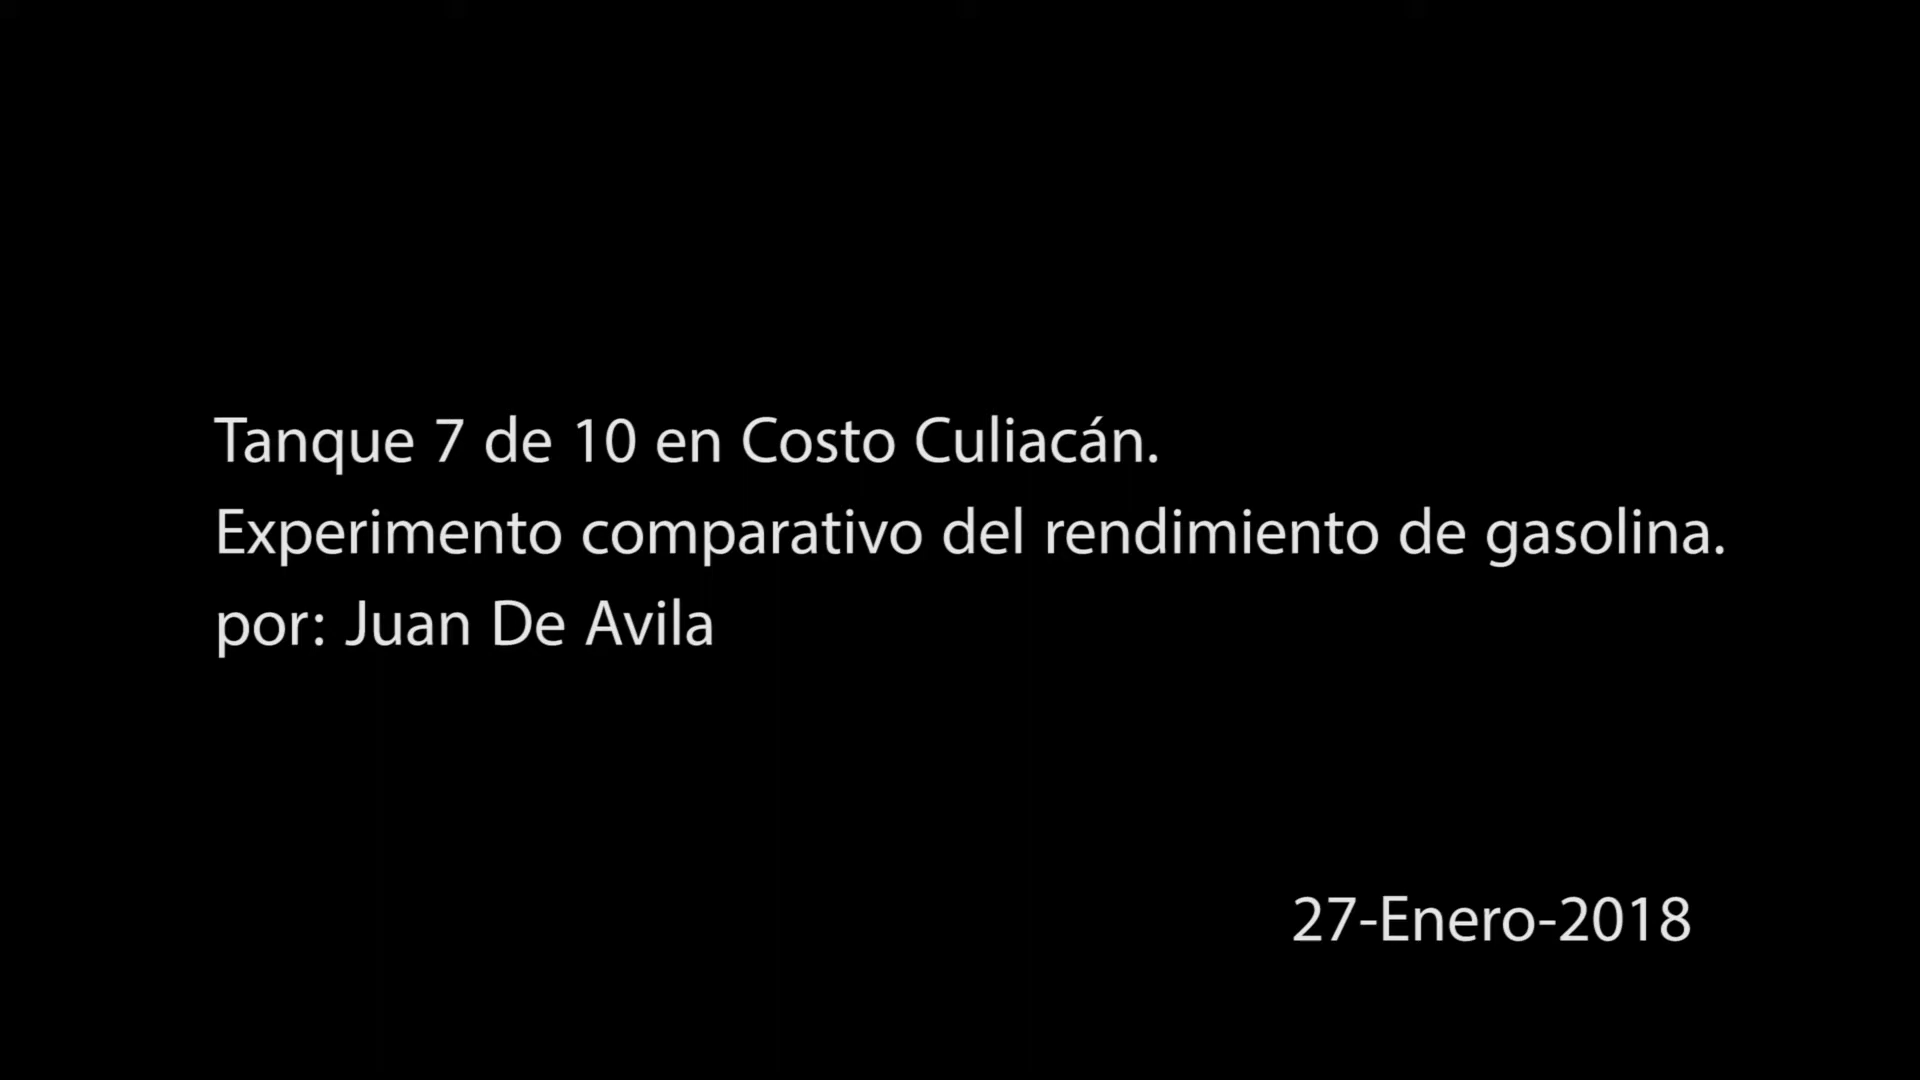 Tanque 7 de 10 en Costo Culiacán.
Experimento comparativo del rendimiento de gasolina.
por: Juan De Avila
27-Enero-2018